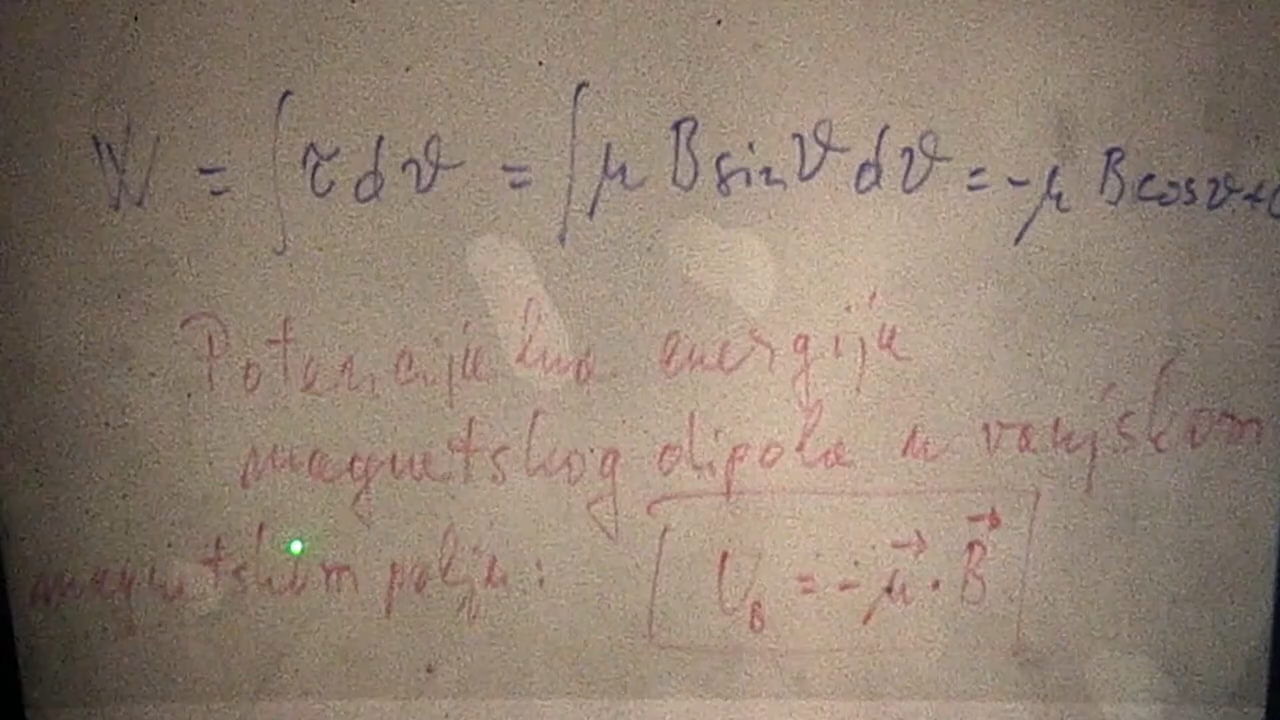 W = ∫ τ dϑ = ∫ μ B sin ϑ dϑ = -μ B cos ϑ + C
Potencijalna energija
magnetskog dipola u vanjskom
magnetskom polju: U_B = -μ⃗ · B⃗